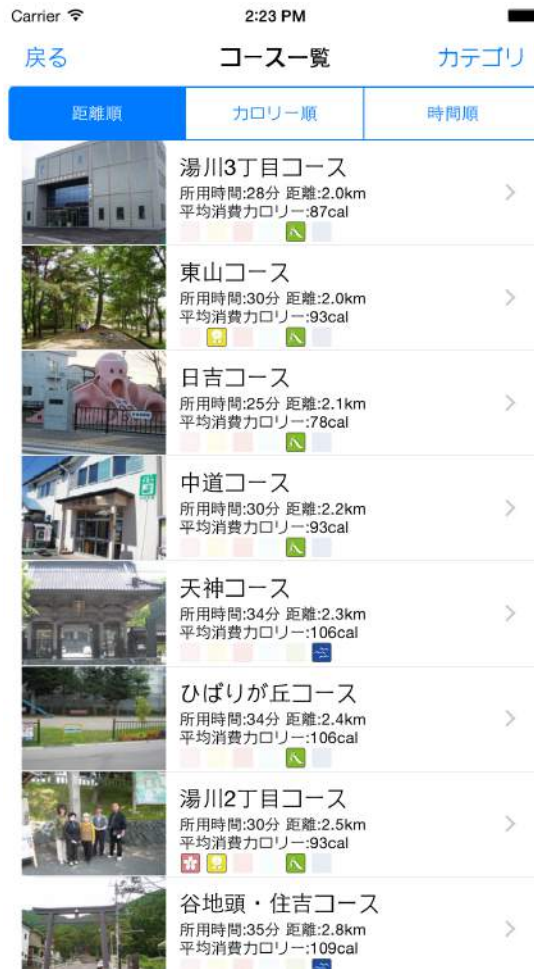 Carrier 2:23 PM
戻る コース一覧 カテゴリ
距離順 カロリー順 時間順
湯川3丁目コース
所用時間:28分 距離:2.0km
平均消費カロリー:87cal
東山コース
所用時間:30分 距離:2.0km
平均消費カロリー:93cal
日吉コース
所用時間:25分 距離:2.1km
平均消費カロリー:78cal
中道コース
所用時間:30分 距離:2.2km
平均消費カロリー:93cal
天神コース
所用時間:34分 距離:2.3km
平均消費カロリー:106cal
ひばりが丘コース
所用時間:34分 距離:2.4km
平均消費カロリー:106cal
湯川2丁目コース
所用時間:30分 距離:2.5km
平均消費カロリー:93cal
谷地頭・住吉コース
所用時間:35分 距離:2.8km
平均消費カロリー:109cal